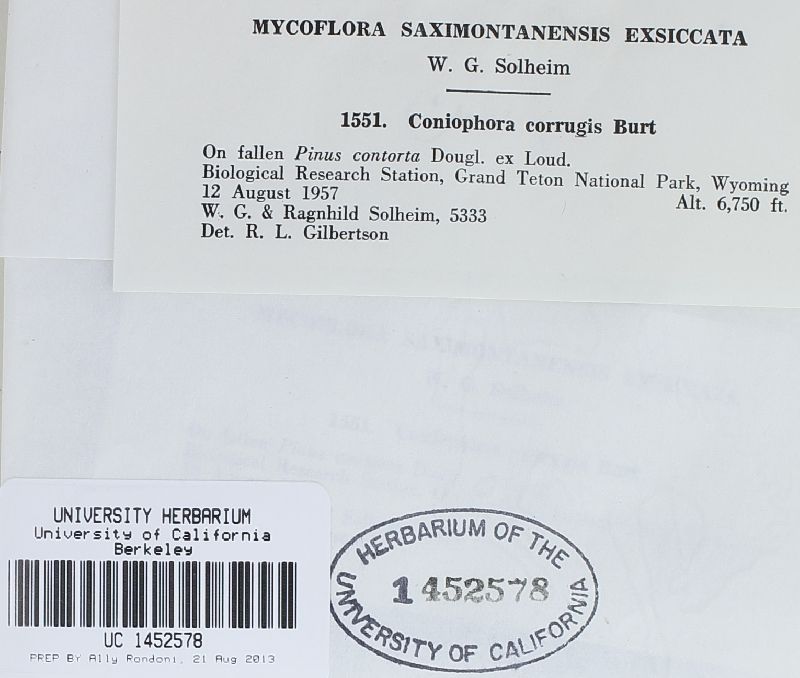 MYCOFLORA SAXIMONTANENSIS EXSICCATA
W. G. Solheim
1551. Coniophora corrugis Burt
On fallen Pinus contorta Dougl. ex Loud.
Biological Research Station, Grand Teton National Park, Wyoming
12 August 1957 Alt. 6,750 ft.
W. G. & Ragnhild Solheim, 5333
Det. R. L. Gilbertson
UNIVERSITY HERBARIUM
University of California
Berkeley
UC 1452578
PREP BY Ally Rondoni, 21 Aug 2013
HERBARIUM OF THE
1452578
UNIVERSITY OF CALIFORNIA